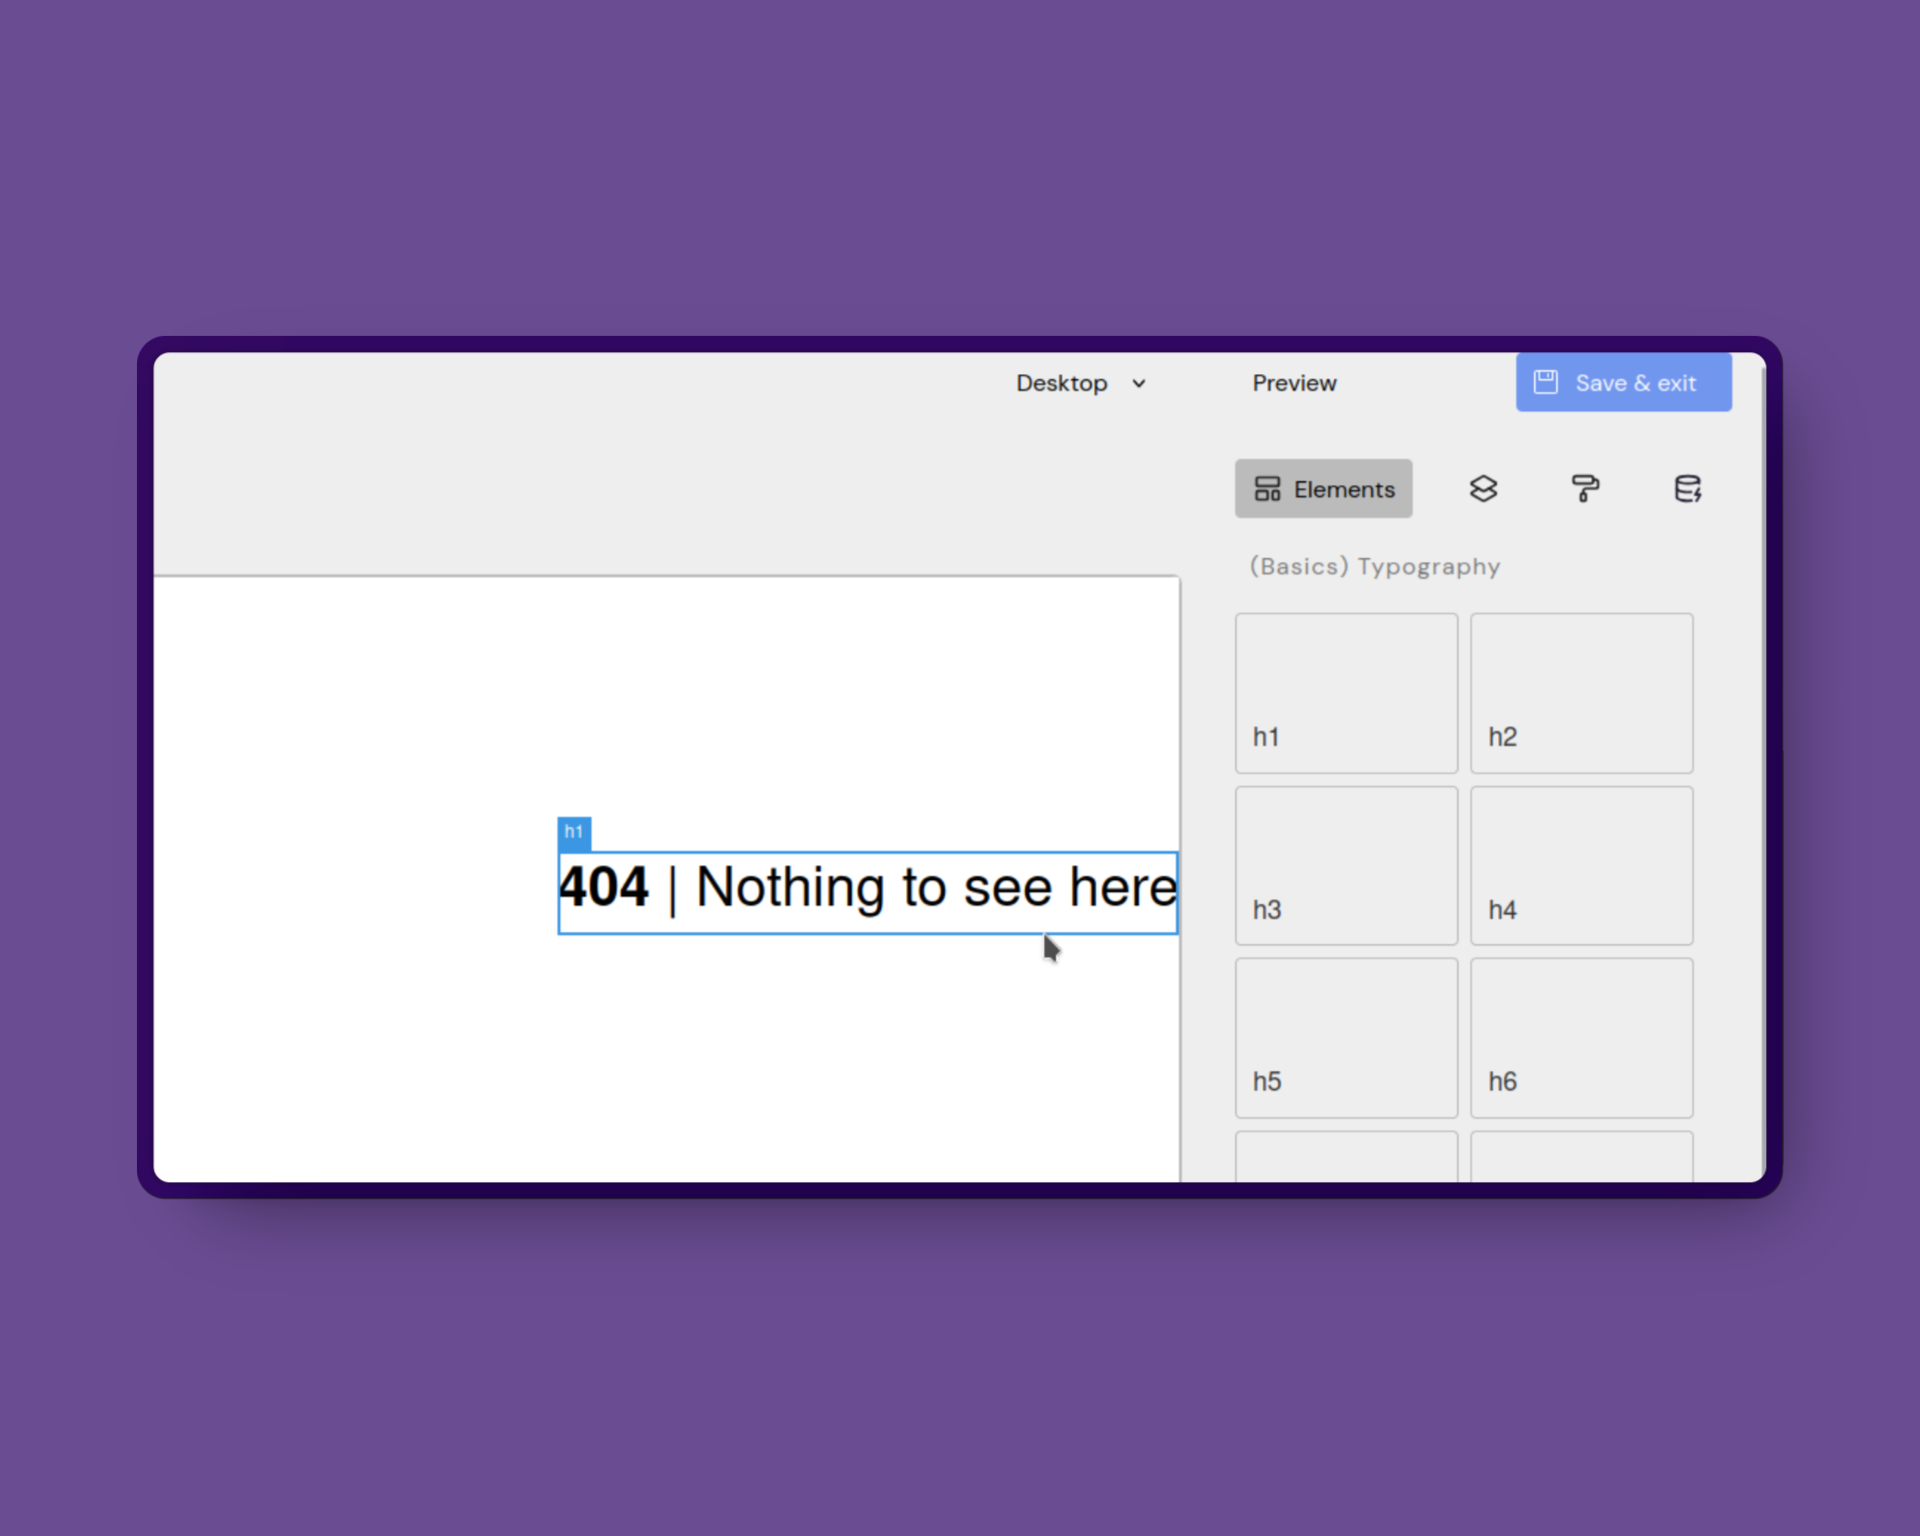 Desktop Preview Save & exit
Elements
(Basics) Typography
h1 h2
h3 h4
h5 h6
h1
404 | Nothing to see here